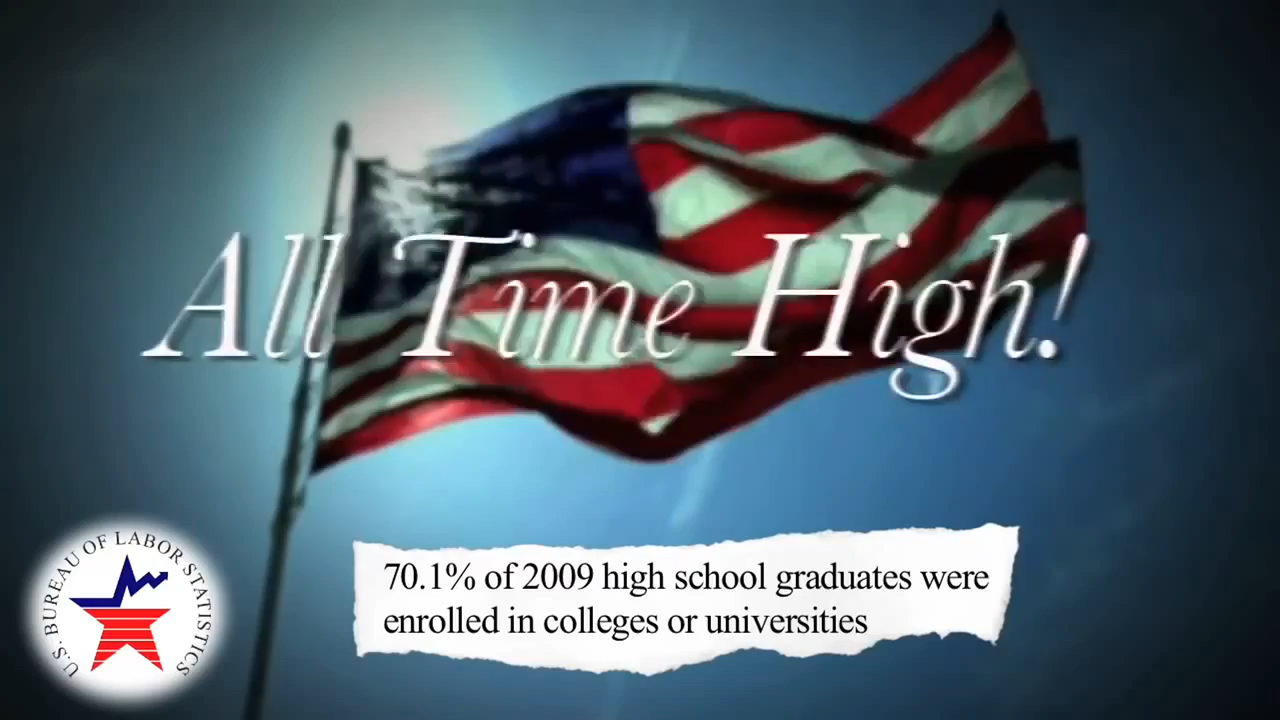 All Time High!
70.1% of 2009 high school graduates were
enrolled in colleges or universities
U.S. BUREAU OF LABOR STATISTICS